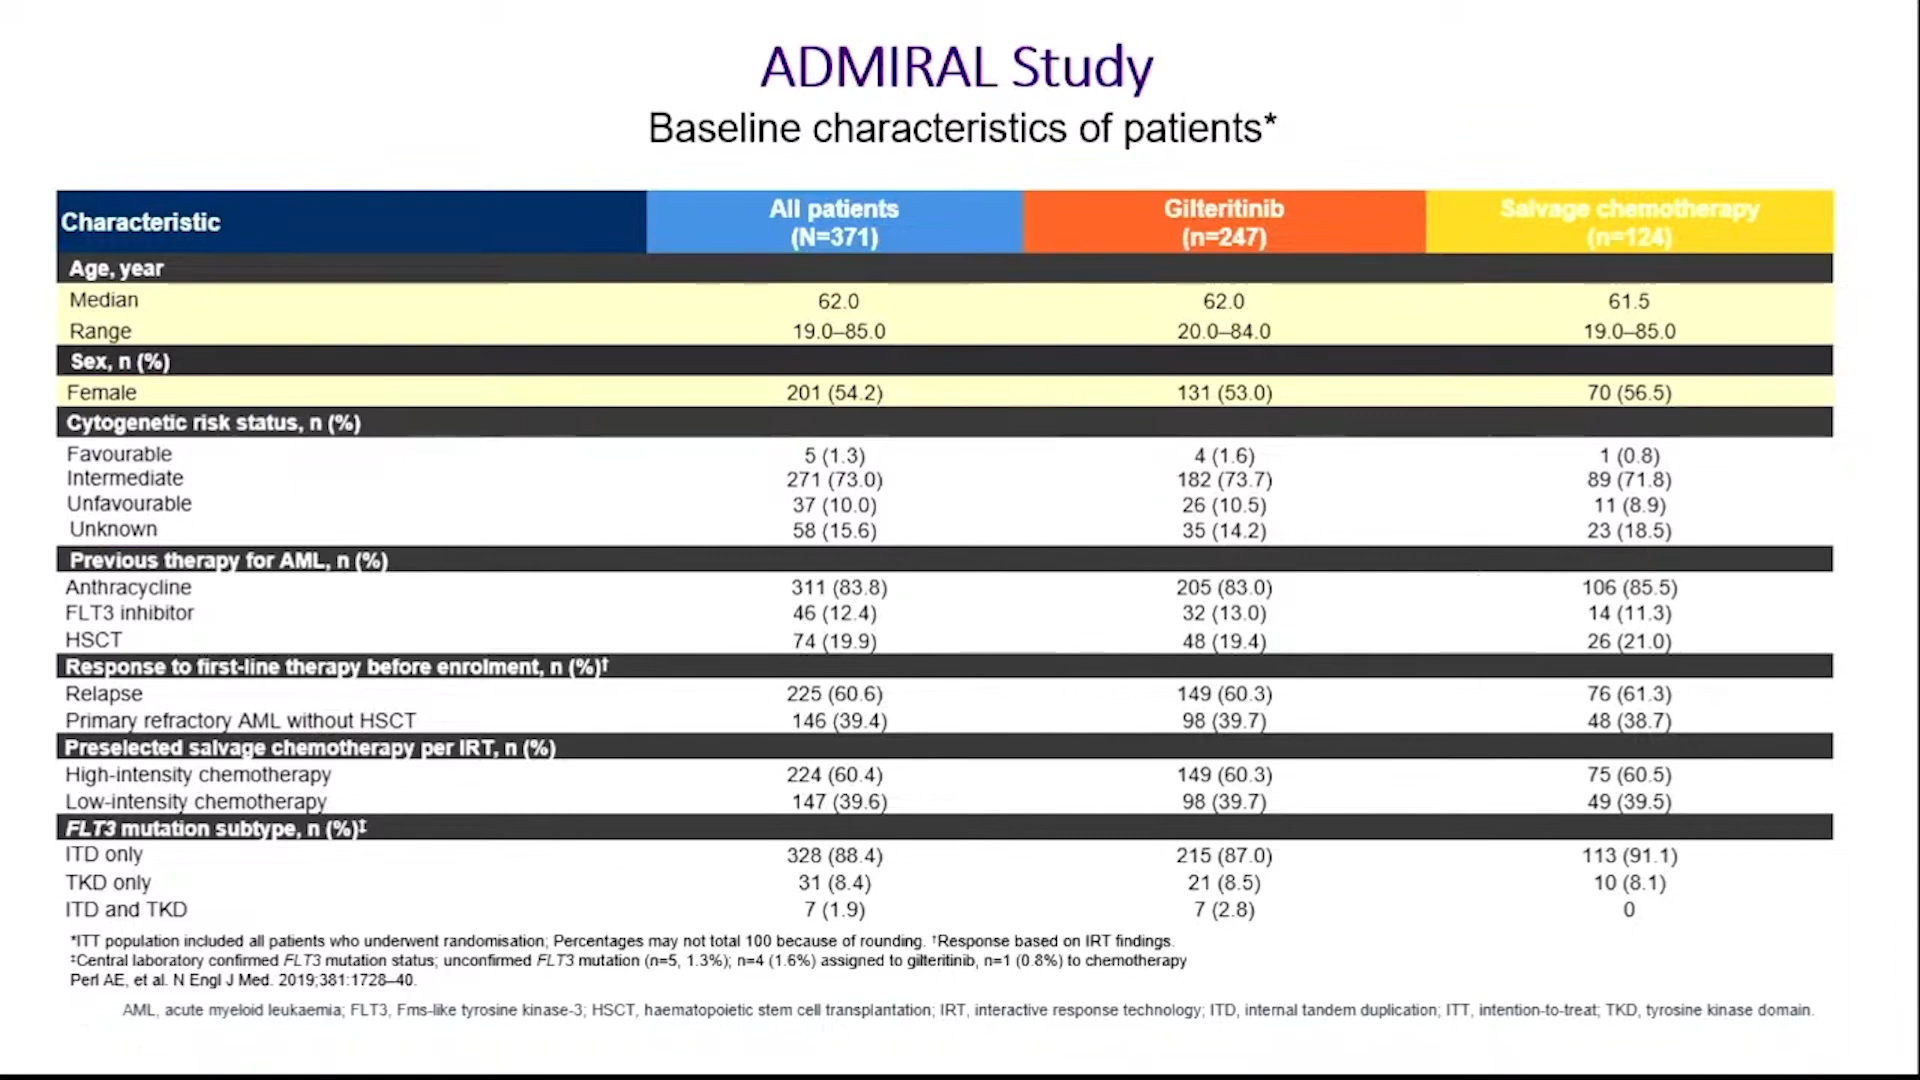 ADMIRAL Study
Baseline characteristics of patients*
Characteristic All patients (N=371) Gilteritinib (n=247) Salvage chemotherapy (n=124)
Age, year
Median 62.0 62.0 61.5
Range 19.0–85.0 20.0–84.0 19.0–85.0
Sex, n (%)
Female 201 (54.2) 131 (53.0) 70 (56.5)
Cytogenetic risk status, n (%)
Favourable 5 (1.3) 4 (1.6) 1 (0.8)
Intermediate 271 (73.0) 182 (73.7) 89 (71.8)
Unfavourable 37 (10.0) 26 (10.5) 11 (8.9)
Unknown 58 (15.6) 35 (14.2) 23 (18.5)
Previous therapy for AML, n (%)
Anthracycline 311 (83.8) 205 (83.0) 106 (85.5)
FLT3 inhibitor 46 (12.4) 32 (13.0) 14 (11.3)
HSCT 74 (19.9) 48 (19.4) 26 (21.0)
Response to first-line therapy before enrolment, n (%)†
Relapse 225 (60.6) 149 (60.3) 76 (61.3)
Primary refractory AML without HSCT 146 (39.4) 98 (39.7) 48 (38.7)
Preselected salvage chemotherapy per IRT, n (%)
High-intensity chemotherapy 224 (60.4) 149 (60.3) 75 (60.5)
Low-intensity chemotherapy 147 (39.6) 98 (39.7) 49 (39.5)
FLT3 mutation subtype, n (%)‡
ITD only 328 (88.4) 215 (87.0) 113 (91.1)
TKD only 31 (8.4) 21 (8.5) 10 (8.1)
ITD and TKD 7 (1.9) 7 (2.8) 0
*ITT population included all patients who underwent randomisation; Percentages may not total 100 because of rounding. †Response based on IRT findings.
‡Central laboratory confirmed FLT3 mutation status; unconfirmed FLT3 mutation (n=5, 1.3%); n=4 (1.6%) assigned to gilteritinib, n=1 (0.8%) to chemotherapy
Perl AE, et al. N Engl J Med. 2019;381:1728–40.
AML, acute myeloid leukaemia; FLT3, Fms-like tyrosine kinase-3; HSCT, haematopoietic stem cell transplantation; IRT, interactive response technology; ITD, internal tandem duplication; ITT, intention-to-treat; TKD, tyrosine kinase domain.